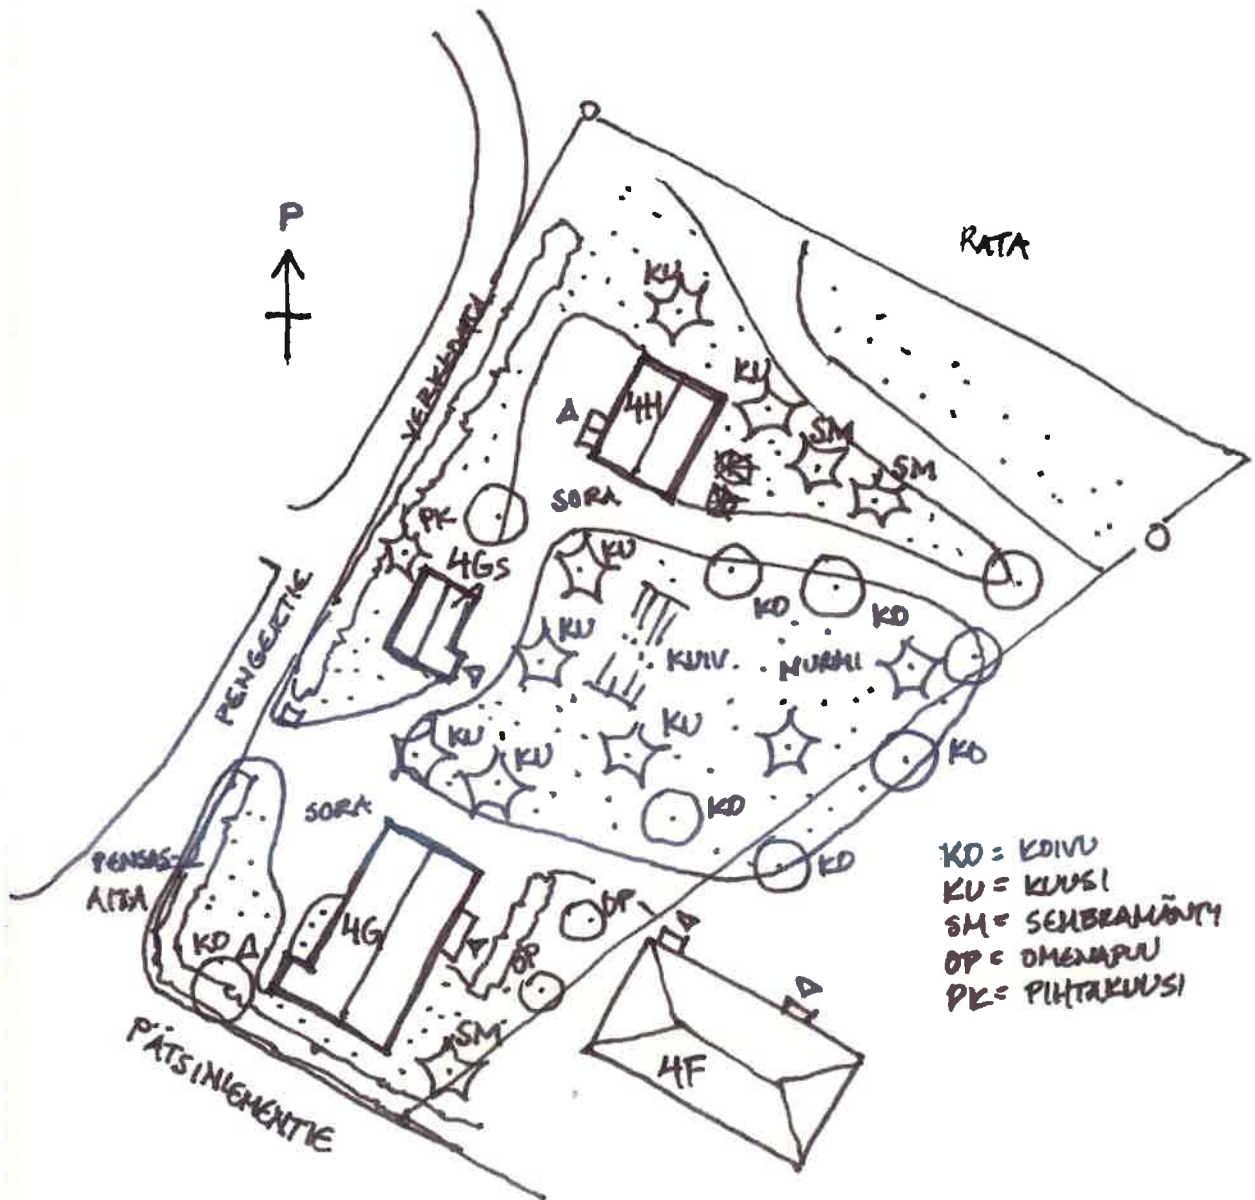 P
RATA
KU
VERKKOAITA
KU
4H
SM
SM
SORA
PK
4GS
KU
KO
KO
PENGERTIE
KU
KUIV.
NURMI
KU
KU
KU
KO
KO
SORA
KO
PENSAS-
AITA
4G
KO
OP
OP
SM
4F
PÄTSINIEMENTIE
KO = KOIVU
KU = KUUSI
SM = SEMBRAMÄNTY
OP = OMENAPUU
PK = PIHTAKUUSI